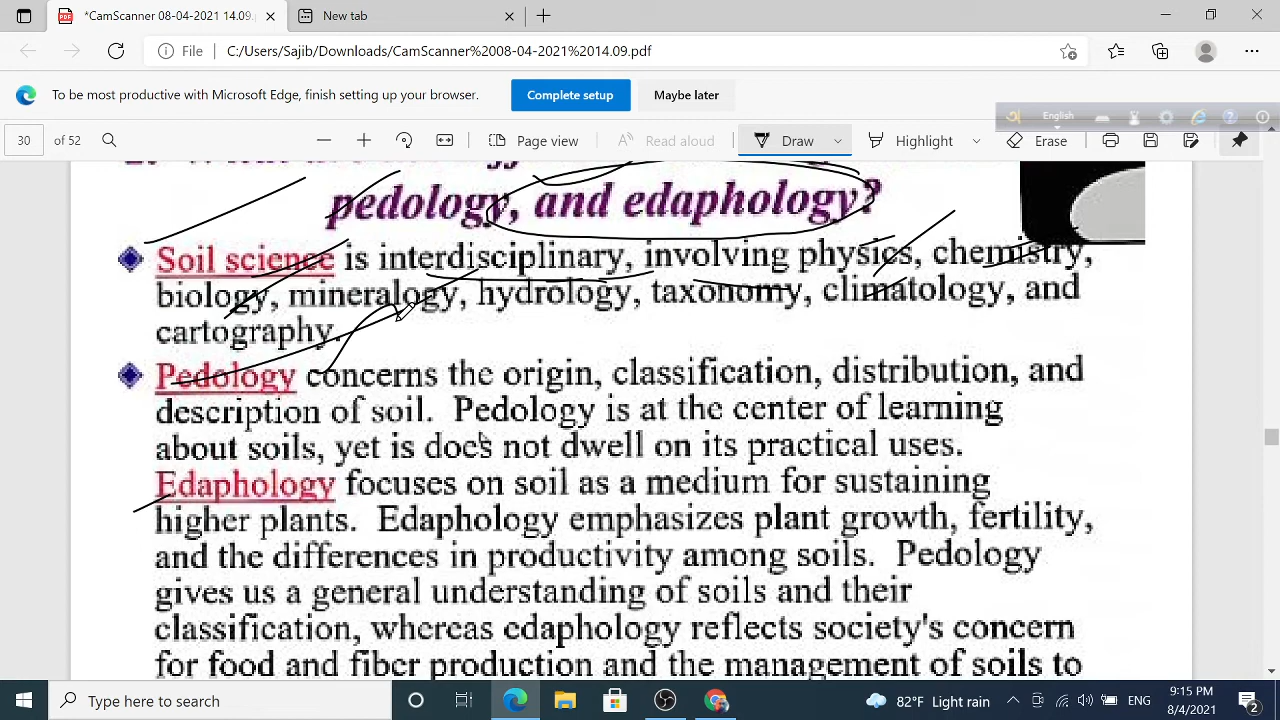 *CamScanner 08-04-2021 14.09.
New tab
File
C:/Users/Sajib/Downloads/CamScanner%2008-04-2021%2014.09.pdf
To be most productive with Microsoft Edge, finish setting up your browser.
Complete setup
Maybe later
English
30 of 52
Page view
Read aloud
Draw
Highlight
Erase
pedology, and edaphology?
Soil science is interdisciplinary, involving physics, chemistry,
biology, mineralogy, hydrology, taxonomy, climatology, and
cartography.
Pedology concerns the origin, classification, distribution, and
description of soil. Pedology is at the center of learning
about soils, yet is does not dwell on its practical uses.
Edaphology focuses on soil as a medium for sustaining
higher plants. Edaphology emphasizes plant growth, fertility,
and the differences in productivity among soils. Pedology
gives us a general understanding of soils and their
classification, whereas edaphology reflects society's concern
for food and fiber production and the management of soils to
Type here to search
82°F Light rain
ENG
9:15 PM
8/4/2021
2